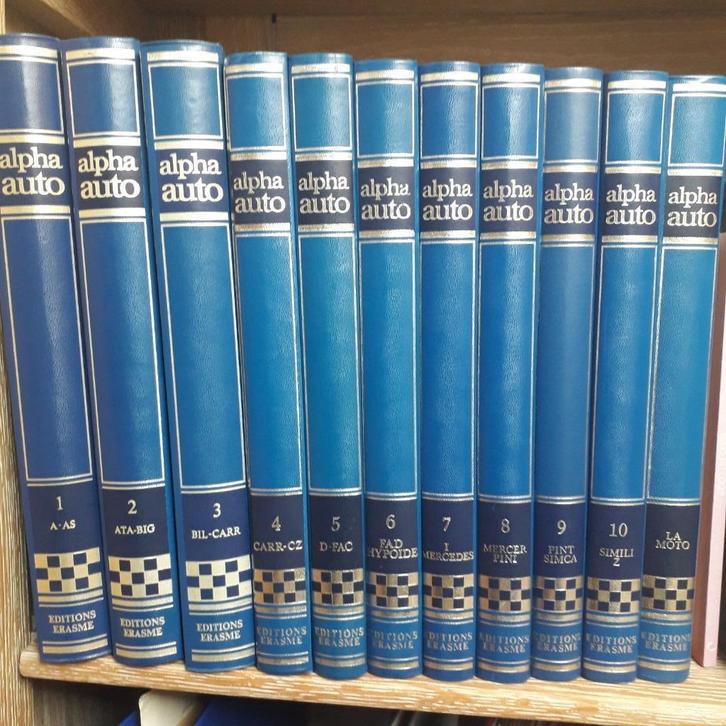 alpha
auto
1
A-AS
EDITIONS
ERASME
alpha
auto
2
ATA-BIG
EDITIONS
ERASME
alpha
auto
3
BIL-CARR
EDITIONS
ERASME
alpha
auto
4
CARR-CZ
EDITIONS
ERASME
alpha
auto
5
D-FAC
EDITIONS
ERASME
alpha
auto
6
FAD
HYPOIDE
EDITIONS
ERASME
alpha
auto
7
I
MERCEDES
EDITIONS
ERASME
alpha
auto
8
MERCER
PINI
EDITIONS
ERASME
alpha
auto
9
PINT
SIMCA
EDITIONS
ERASME
alpha
auto
10
SIMILI
Z
EDITIONS
ERASME
alpha
auto
LA
MOTO
EDITIONS
ERASME